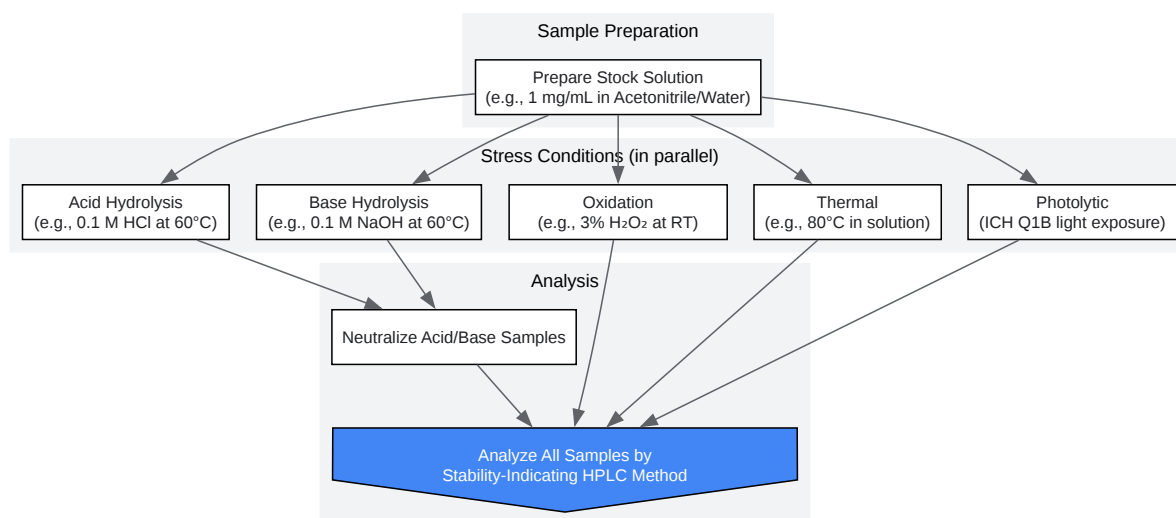 Sample Preparation
Prepare Stock Solution
(e.g., 1 mg/mL in Acetonitrile/Water)
Stress Conditions (in parallel)
Acid Hydrolysis
(e.g., 0.1 M HCl at 60°C)
Base Hydrolysis
(e.g., 0.1 M NaOH at 60°C)
Oxidation
(e.g., 3% H₂O₂ at RT)
Thermal
(e.g., 80°C in solution)
Photolytic
(ICH Q1B light exposure)
Analysis
Neutralize Acid/Base Samples
Analyze All Samples by
Stability-Indicating HPLC Method